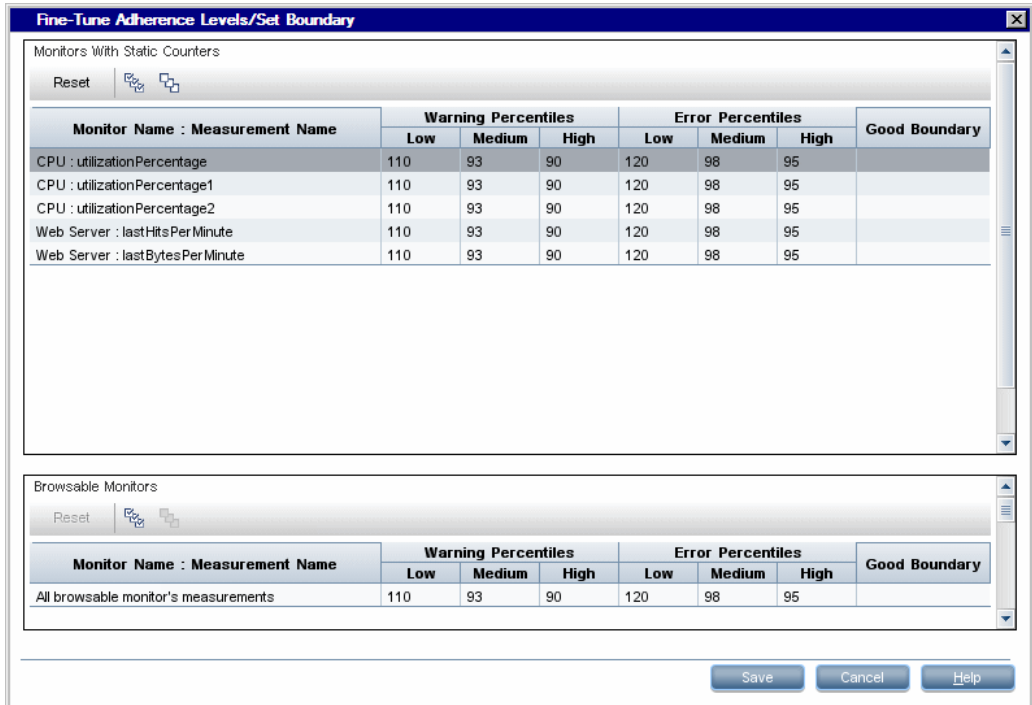 Fine-Tune Adherence Levels/Set Boundary
Monitors With Static Counters
Reset
Monitor Name : Measurement Name Warning Percentiles Error Percentiles Good Boundary
Low Medium High Low Medium High
CPU : utilizationPercentage 110 93 90 120 98 95
CPU : utilizationPercentage1 110 93 90 120 98 95
CPU : utilizationPercentage2 110 93 90 120 98 95
Web Server : lastHitsPerMinute 110 93 90 120 98 95
Web Server : lastBytesPerMinute 110 93 90 120 98 95
Browsable Monitors
Reset
Monitor Name : Measurement Name Warning Percentiles Error Percentiles Good Boundary
Low Medium High Low Medium High
All browsable monitor's measurements 110 93 90 120 98 95
Save Cancel Help